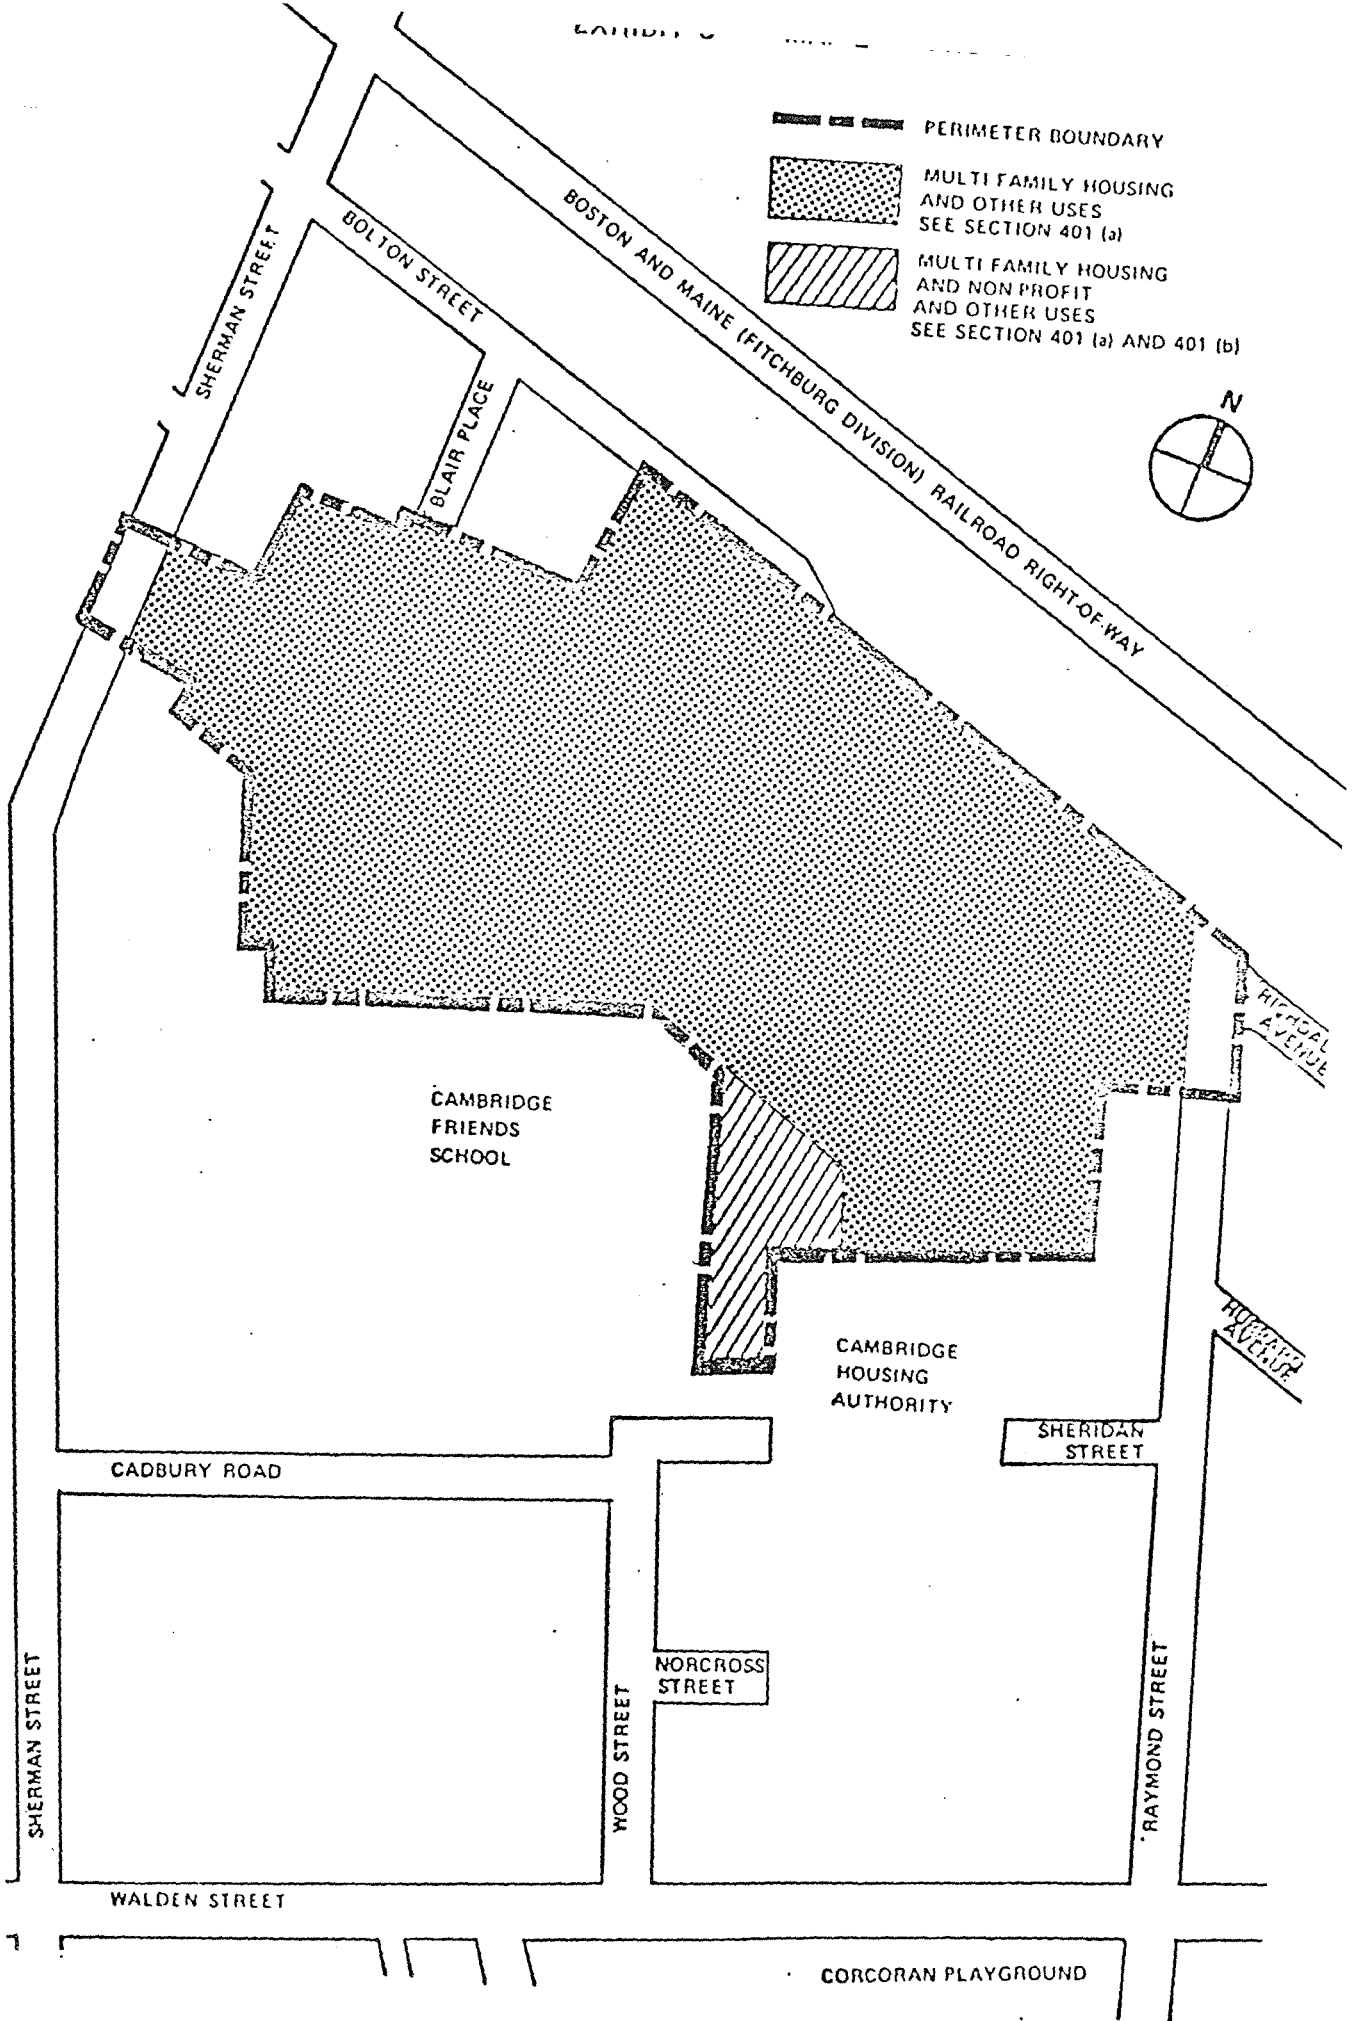 PERIMETER BOUNDARY
MULTI FAMILY HOUSING
AND OTHER USES
SEE SECTION 401 (a)
MULTI FAMILY HOUSING
AND NON PROFIT
AND OTHER USES
SEE SECTION 401 (a) AND 401 (b)
N
BOSTON AND MAINE (FITCHBURG DIVISION) RAILROAD RIGHT-OF-WAY
BOLTON STREET
SHERMAN STREET
BLAIR PLACE
AVENUE
CAMBRIDGE
FRIENDS
SCHOOL
AVENUE
CAMBRIDGE
HOUSING
AUTHORITY
SHERIDAN
STREET
CADBURY ROAD
NORCROSS
STREET
SHERMAN STREET
WOOD STREET
RAYMOND STREET
WALDEN STREET
CORCORAN PLAYGROUND